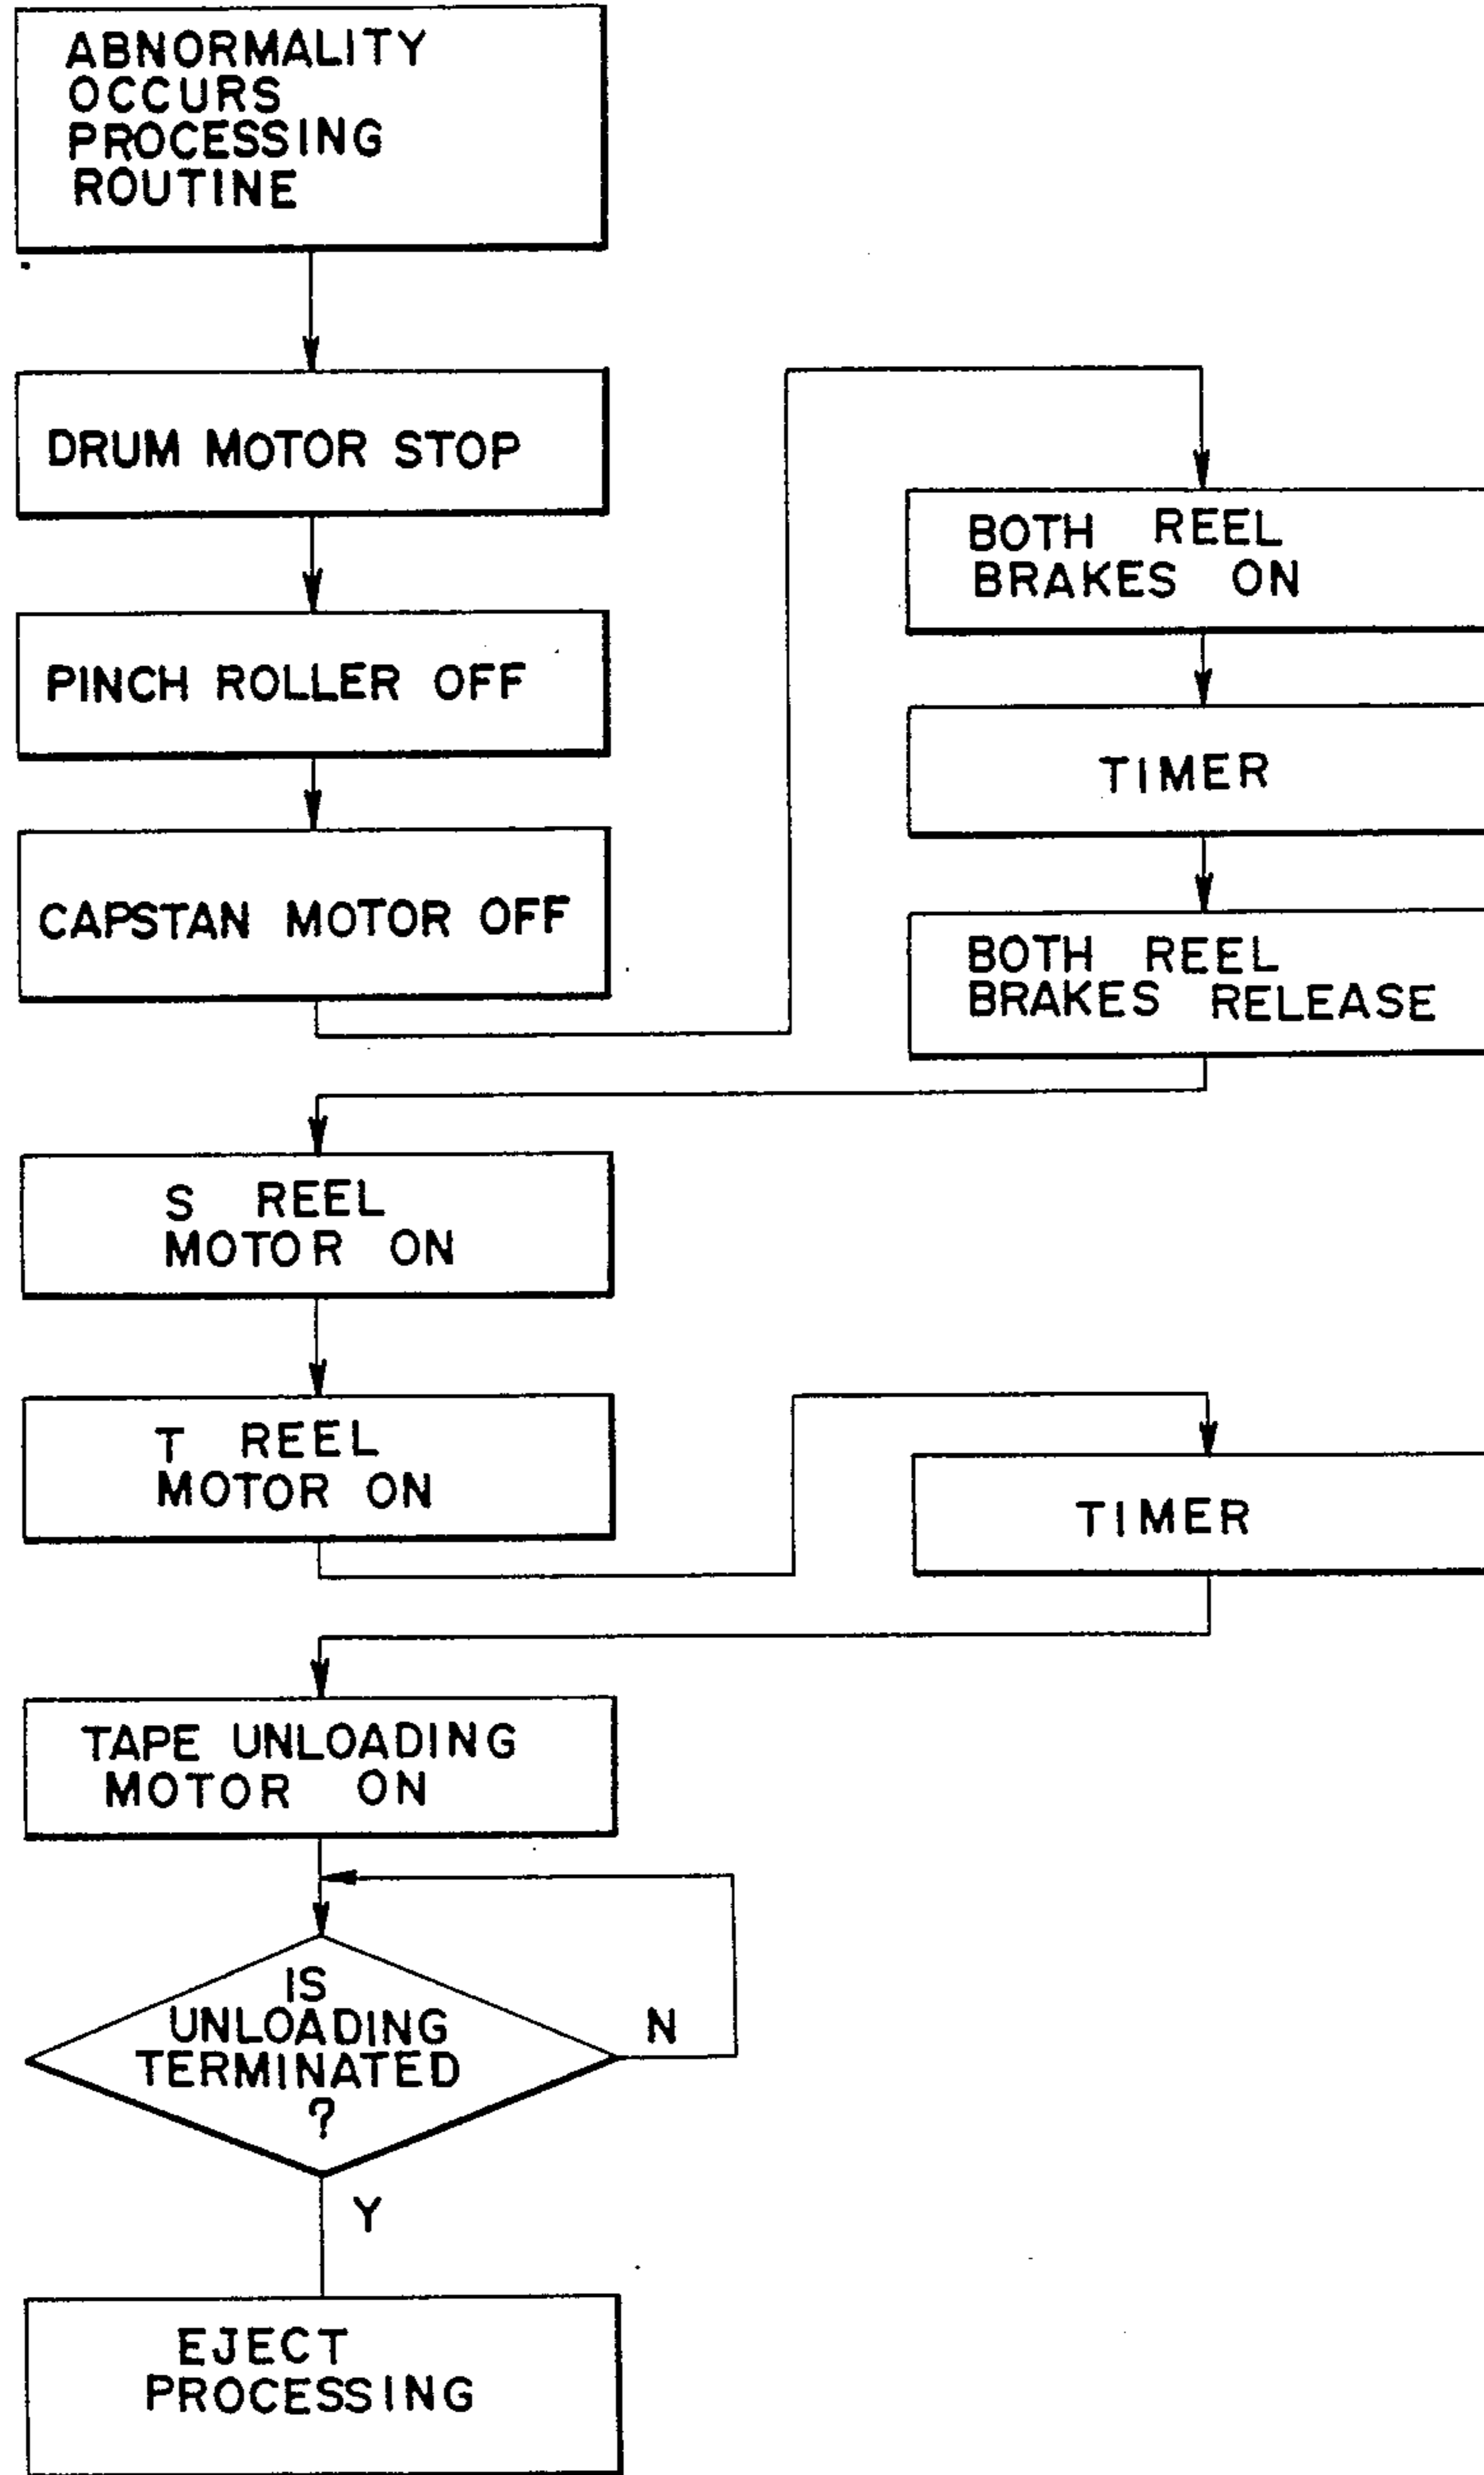 ABNORMALITY
OCCURS
PROCESSING
ROUTINE
DRUM MOTOR STOP
PINCH ROLLER OFF
CAPSTAN MOTOR OFF
BOTH REEL
BRAKES ON
TIMER
BOTH REEL
BRAKES RELEASE
S REEL
MOTOR ON
T REEL
MOTOR ON
TIMER
TAPE UNLOADING
MOTOR ON
IS
UNLOADING
TERMINATED
?
N
Y
EJECT
PROCESSING